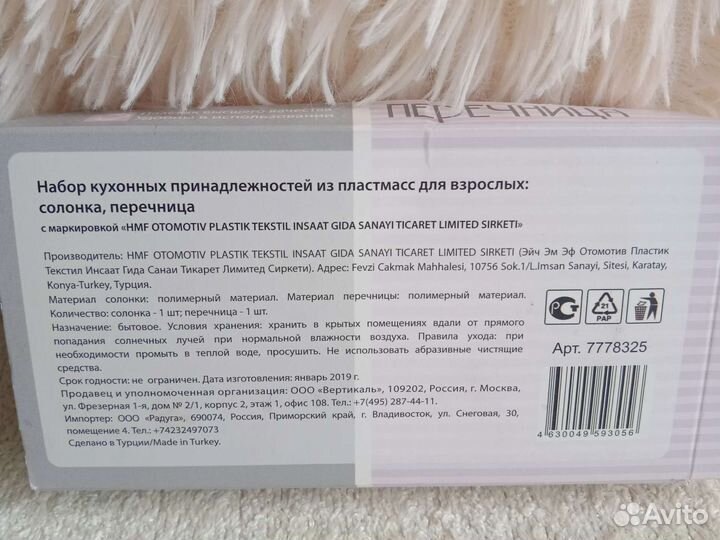 высшего качества
Удобны в использовании
ПЕРЕЧНИЦА
Набор кухонных принадлежностей из пластмасс для взрослых:
солонка, перечница
с маркировкой «HMF OTOMOTIV PLASTIK TEKSTIL INSAAT GIDA SANAYI TICARET LIMITED SIRKETI»
Производитель: HMF OTOMOTIV PLASTIK TEKSTIL INSAAT GIDA SANAYI TICARET LIMITED SIRKETI (Эйч Эм Эф Отомотив Пластик
Текстил Инсаат Гида Санаи Тикарет Лимитед Сиркети). Адрес: Fevzi Cakmak Mahhalesi, 10756 Sok.1/L.Imsan Sanayi, Sitesi, Karatay,
Konya-Turkey, Турция.
Материал солонки: полимерный материал. Материал перечницы: полимерный материал.
Количество: солонка - 1 шт; перечница - 1 шт.
Назначение: бытовое. Условия хранения: хранить в крытых помещениях вдали от прямого
попадания солнечных лучей при нормальной влажности воздуха. Правила ухода: при
необходимости промыть в теплой воде, просушить. Не использовать абразивные чистящие
средства.
Срок годности: не ограничен. Дата изготовления: январь 2019 г.
Продавец и уполномоченная организация: ООО «Вертикаль», 109202, Россия, г. Москва,
ул. Фрезерная 1-я, дом № 2/1, корпус 2, этаж 1, офис 108. Тел.: +7(495) 287-44-11.
Импортер: ООО «Радуга», 690074, Россия, Приморский край, г. Владивосток, ул. Снеговая, 30,
помещение 4. Тел.: +74232497073
Сделано в Турции/Made in Turkey.
21
PAP
Арт. 7778325
4 630049 593056
Avito